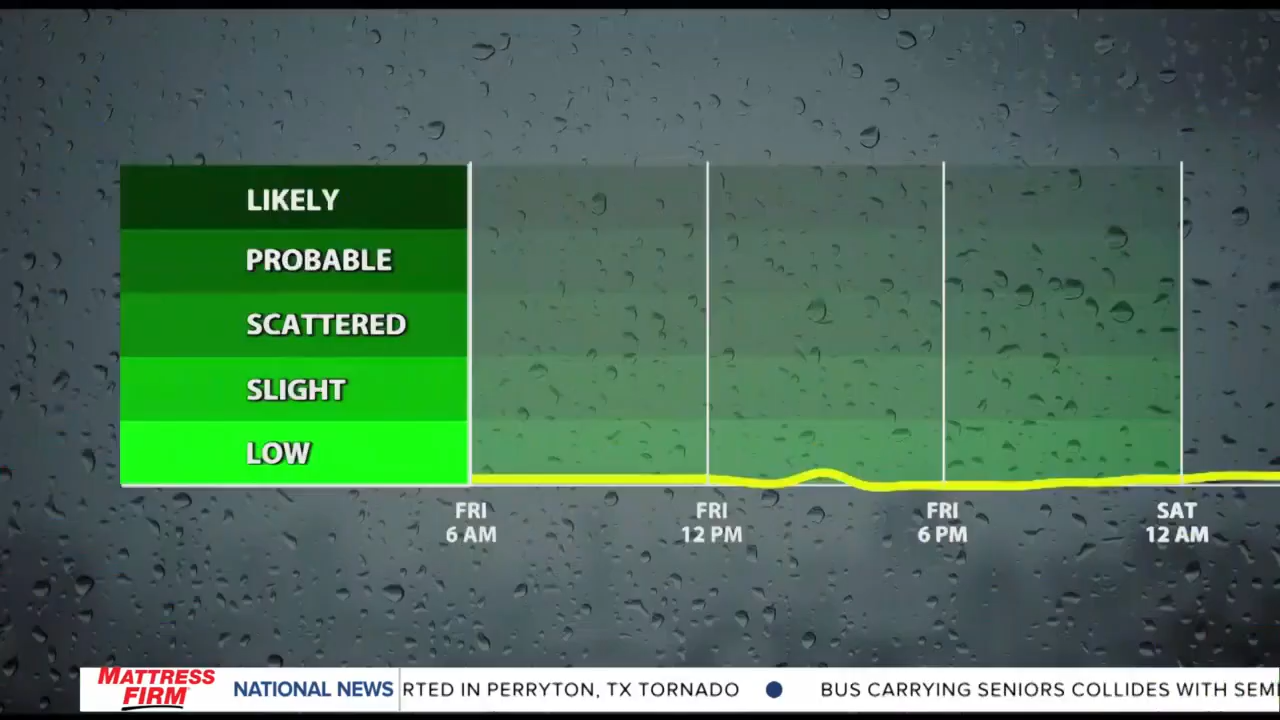 LIKELY
PROBABLE
SCATTERED
SLIGHT
LOW
FRI
6 AM
FRI
12 PM
FRI
6 PM
SAT
12 AM
MATTRESS
FIRM
NATIONAL NEWS
RTED IN PERRYTON, TX TORNADO ● BUS CARRYING SENIORS COLLIDES WITH SEMI